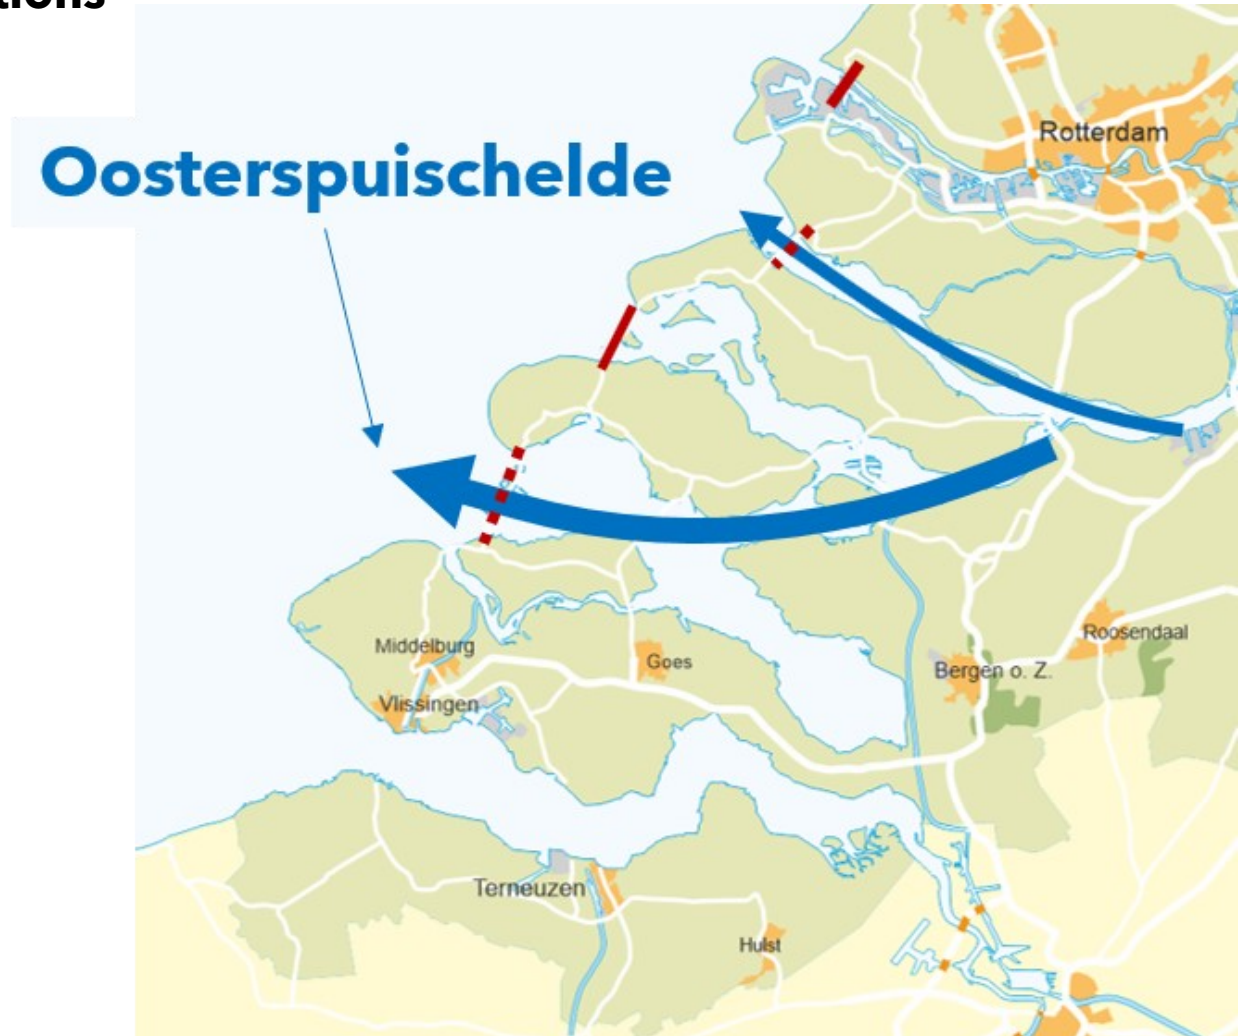 Rotterdam
Oosterspuischelde
Middelburg
Goes
Roosendaal
Bergen o. Z.
Vlissingen
Terneuzen
Hulst